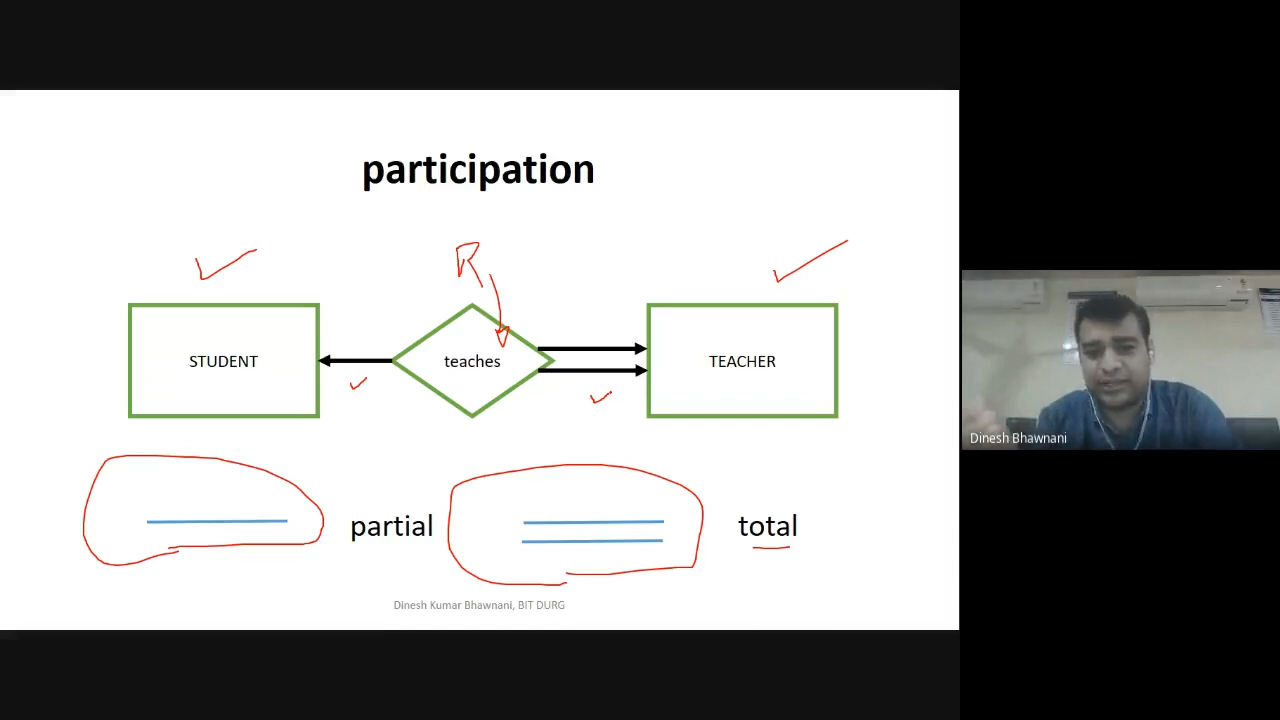 participation
R
STUDENT
teaches
TEACHER
partial
total
Dinesh Kumar Bhawnani, BIT DURG
Dinesh Bhawnani